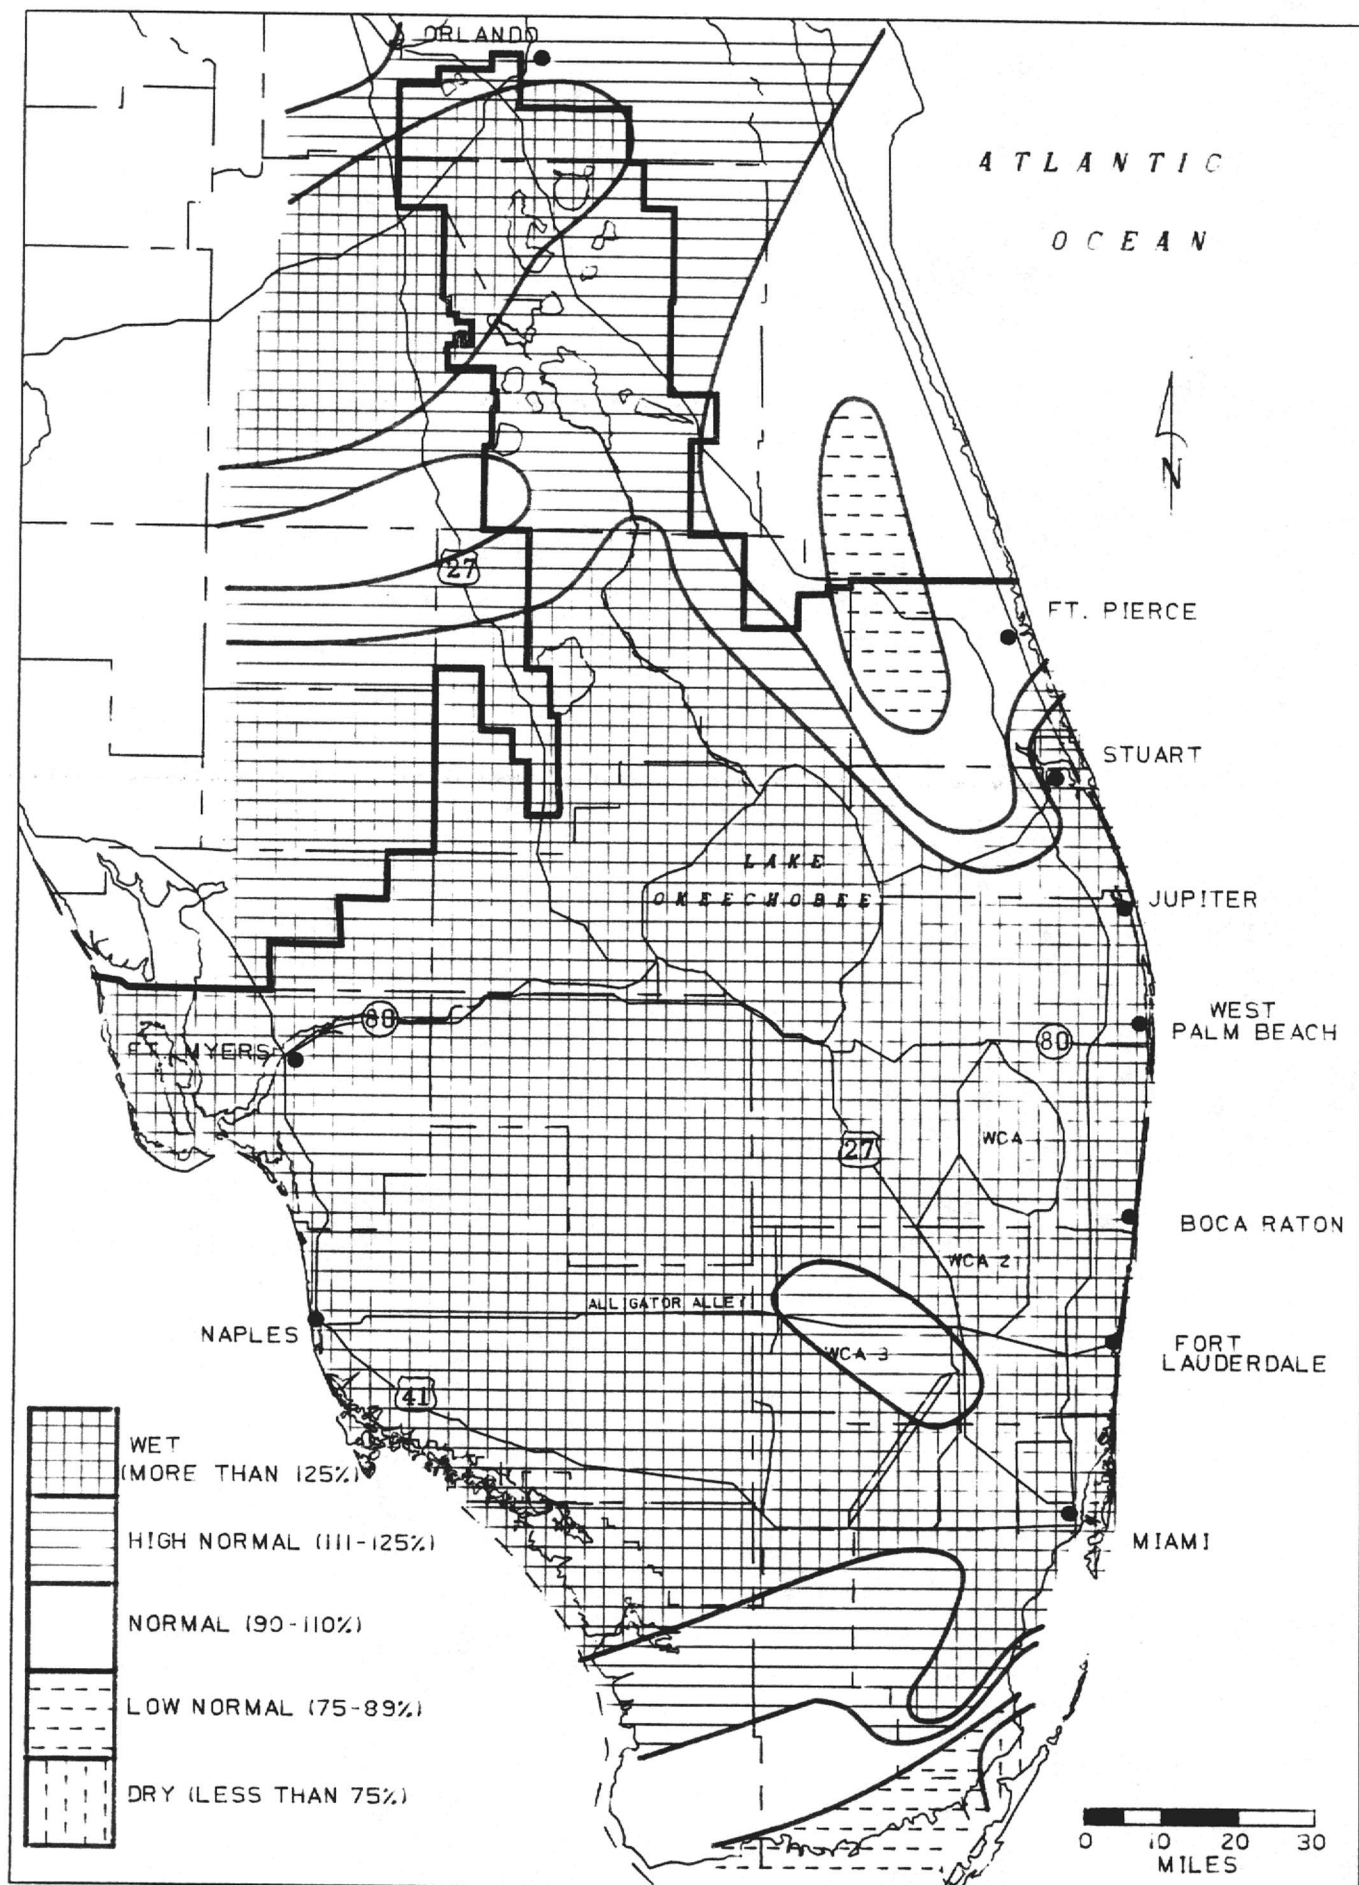 ORLANDO
ATLANTIC
OCEAN
N
27
FT. PIERCE
STUART
LAKE
OKEECHOBEE
JUPITER
WEST
PALM BEACH
80
80
FT. MYERS
WCA
27
BOCA RATON
WCA 2
ALLIGATOR ALLEY
NAPLES
WCA 3
FORT
LAUDERDALE
41
WET
(MORE THAN 125%)
HIGH NORMAL (111-125%)
MIAMI
NORMAL (90-110%)
LOW NORMAL (75-89%)
DRY (LESS THAN 75%)
0 10 20 30
MILES